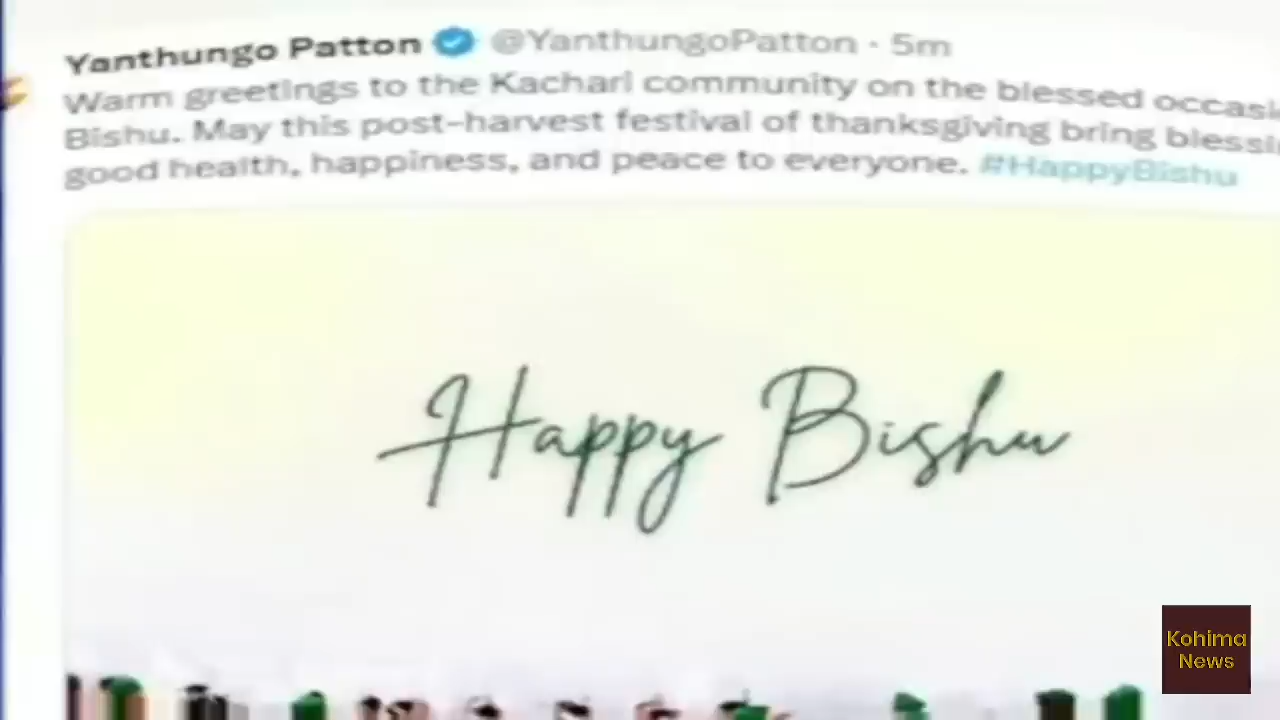 Yanthungo Patton @YanthungoPatton · 5m
Warm greetings to the Kachari community on the blessed
Bishu. May this post-harvest festival of thanksgiving bring
good health, happiness, and peace to everyone. #HappyBishu
Happy Bishu
Kohima
News